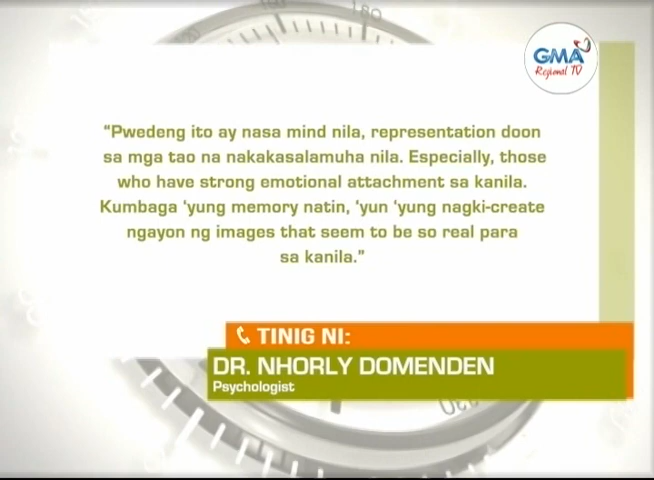 GMA
Regional TV
"Pwedeng ito ay nasa mind nila, representation doon
sa mga tao na nakakasalamuha nila. Especially, those
who have strong emotional attachment sa kanila.
Kumbaga 'yung memory natin, 'yun 'yung nagki-create
ngayon ng images that seem to be so real para
sa kanila."
TINIG NI:
DR. NHORLY DOMENDEN
Psychologist